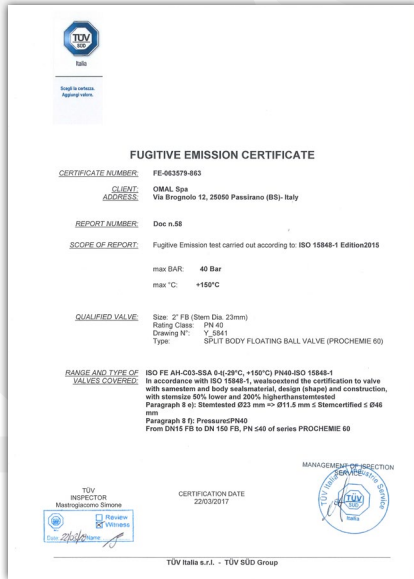 TÜV
SÜD
Italia
Scegli la certezza.
Aggiungi valore.
FUGITIVE EMISSION CERTIFICATE
CERTIFICATE NUMBER: FE-063579-863
CLIENT: OMAL Spa
ADDRESS: Via Brognolo 12, 25050 Passirano (BS)- Italy
REPORT NUMBER: Doc n.58
SCOPE OF REPORT: Fugitive Emission test carried out according to: ISO 15848-1 Edition2015
max BAR: 40 Bar
max °C: +150°C
QUALIFIED VALVE: Size: 2" FB (Stem Dia. 23mm)
Rating Class: PN 40
Drawing N°: Y_5841
Type: SPLIT BODY FLOATING BALL VALVE (PROCHEMIE 60)
RANGE AND TYPE OF ISO FE AH-C03-SSA 0-t(-29°C, +150°C) PN40-ISO 15848-1
VALVES COVERED: In accordance with ISO 15848-1, wealsoextend the certification to valve
with samestem and body sealsmaterial, design (shape) and construction,
with stemsize 50% lower and 200% higherthanstemtested
Paragraph 8 e): Stemtested Ø23 mm => Ø11.5 mm ≤ Stemcertified ≤ Ø46
mm
Paragraph 8 f): Pressure≤PN40
From DN15 FB to DN 150 FB, PN ≤40 of series PROCHEMIE 60
MANAGEMENT OF ISPECTION
SERVICE
TÜV
INSPECTOR
Mastrogiacomo Simone
CERTIFICATION DATE
22/03/2017
Review
Witness
Date
Name
TÜV Italia
Industrie Service
TÜV
SÜD
Italia
TÜV Italia s.r.l. - TÜV SÜD Group